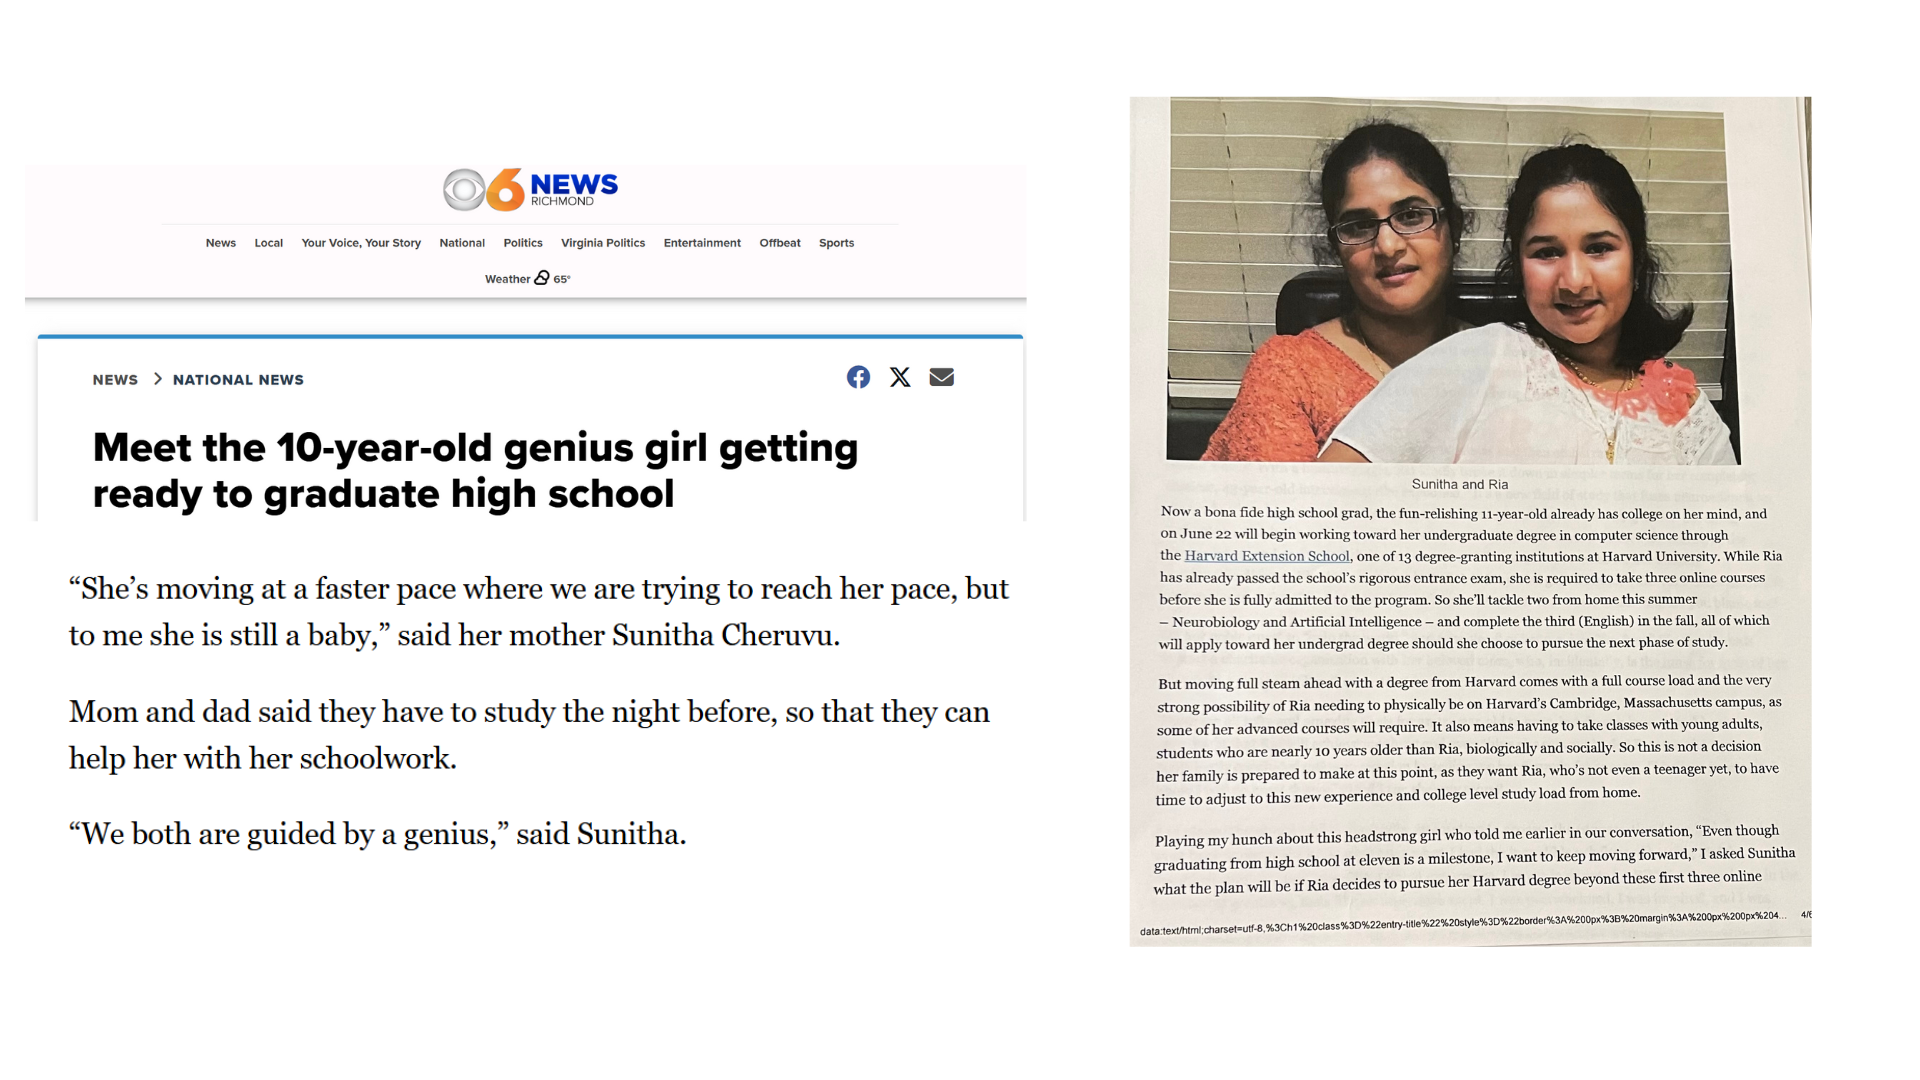 6 NEWS
RICHMOND
News Local Your Voice, Your Story National Politics Virginia Politics Entertainment Offbeat Sports
Weather 65°
NEWS > NATIONAL NEWS
Meet the 10-year-old genius girl getting
ready to graduate high school
“She’s moving at a faster pace where we are trying to reach her pace, but
to me she is still a baby,” said her mother Sunitha Cheruvu.
Mom and dad said they have to study the night before, so that they can
help her with her schoolwork.
“We both are guided by a genius,” said Sunitha.
Sunitha and Ria
Now a bona fide high school grad, the fun-relishing 11-year-old already has college on her mind, and
on June 22 will begin working toward her undergraduate degree in computer science through
the Harvard Extension School, one of 13 degree-granting institutions at Harvard University. While Ria
has already passed the school’s rigorous entrance exam, she is required to take three online courses
before she is fully admitted to the program. So she’ll tackle two from home this summer
– Neurobiology and Artificial Intelligence – and complete the third (English) in the fall, all of which
will apply toward her undergrad degree should she choose to pursue the next phase of study.
But moving full steam ahead with a degree from Harvard comes with a full course load and the very
strong possibility of Ria needing to physically be on Harvard’s Cambridge, Massachusetts campus, as
some of her advanced courses will require. It also means having to take classes with young adults,
students who are nearly 10 years older than Ria, biologically and socially. So this is not a decision
her family is prepared to make at this point, as they want Ria, who’s not even a teenager yet, to have
time to adjust to this new experience and college level study load from home.
Playing my hunch about this headstrong girl who told me earlier in our conversation, “Even though
graduating from high school at eleven is a milestone, I want to keep moving forward,” I asked Sunitha
what the plan will be if Ria decides to pursue her Harvard degree beyond these first three online
data:text/html;charset=utf-8,%3Ch1%20class%3D%22entry-title%22%20style%3D%22border%3A%200px%3B%20margin%3A%200px%200px%204... 4/6